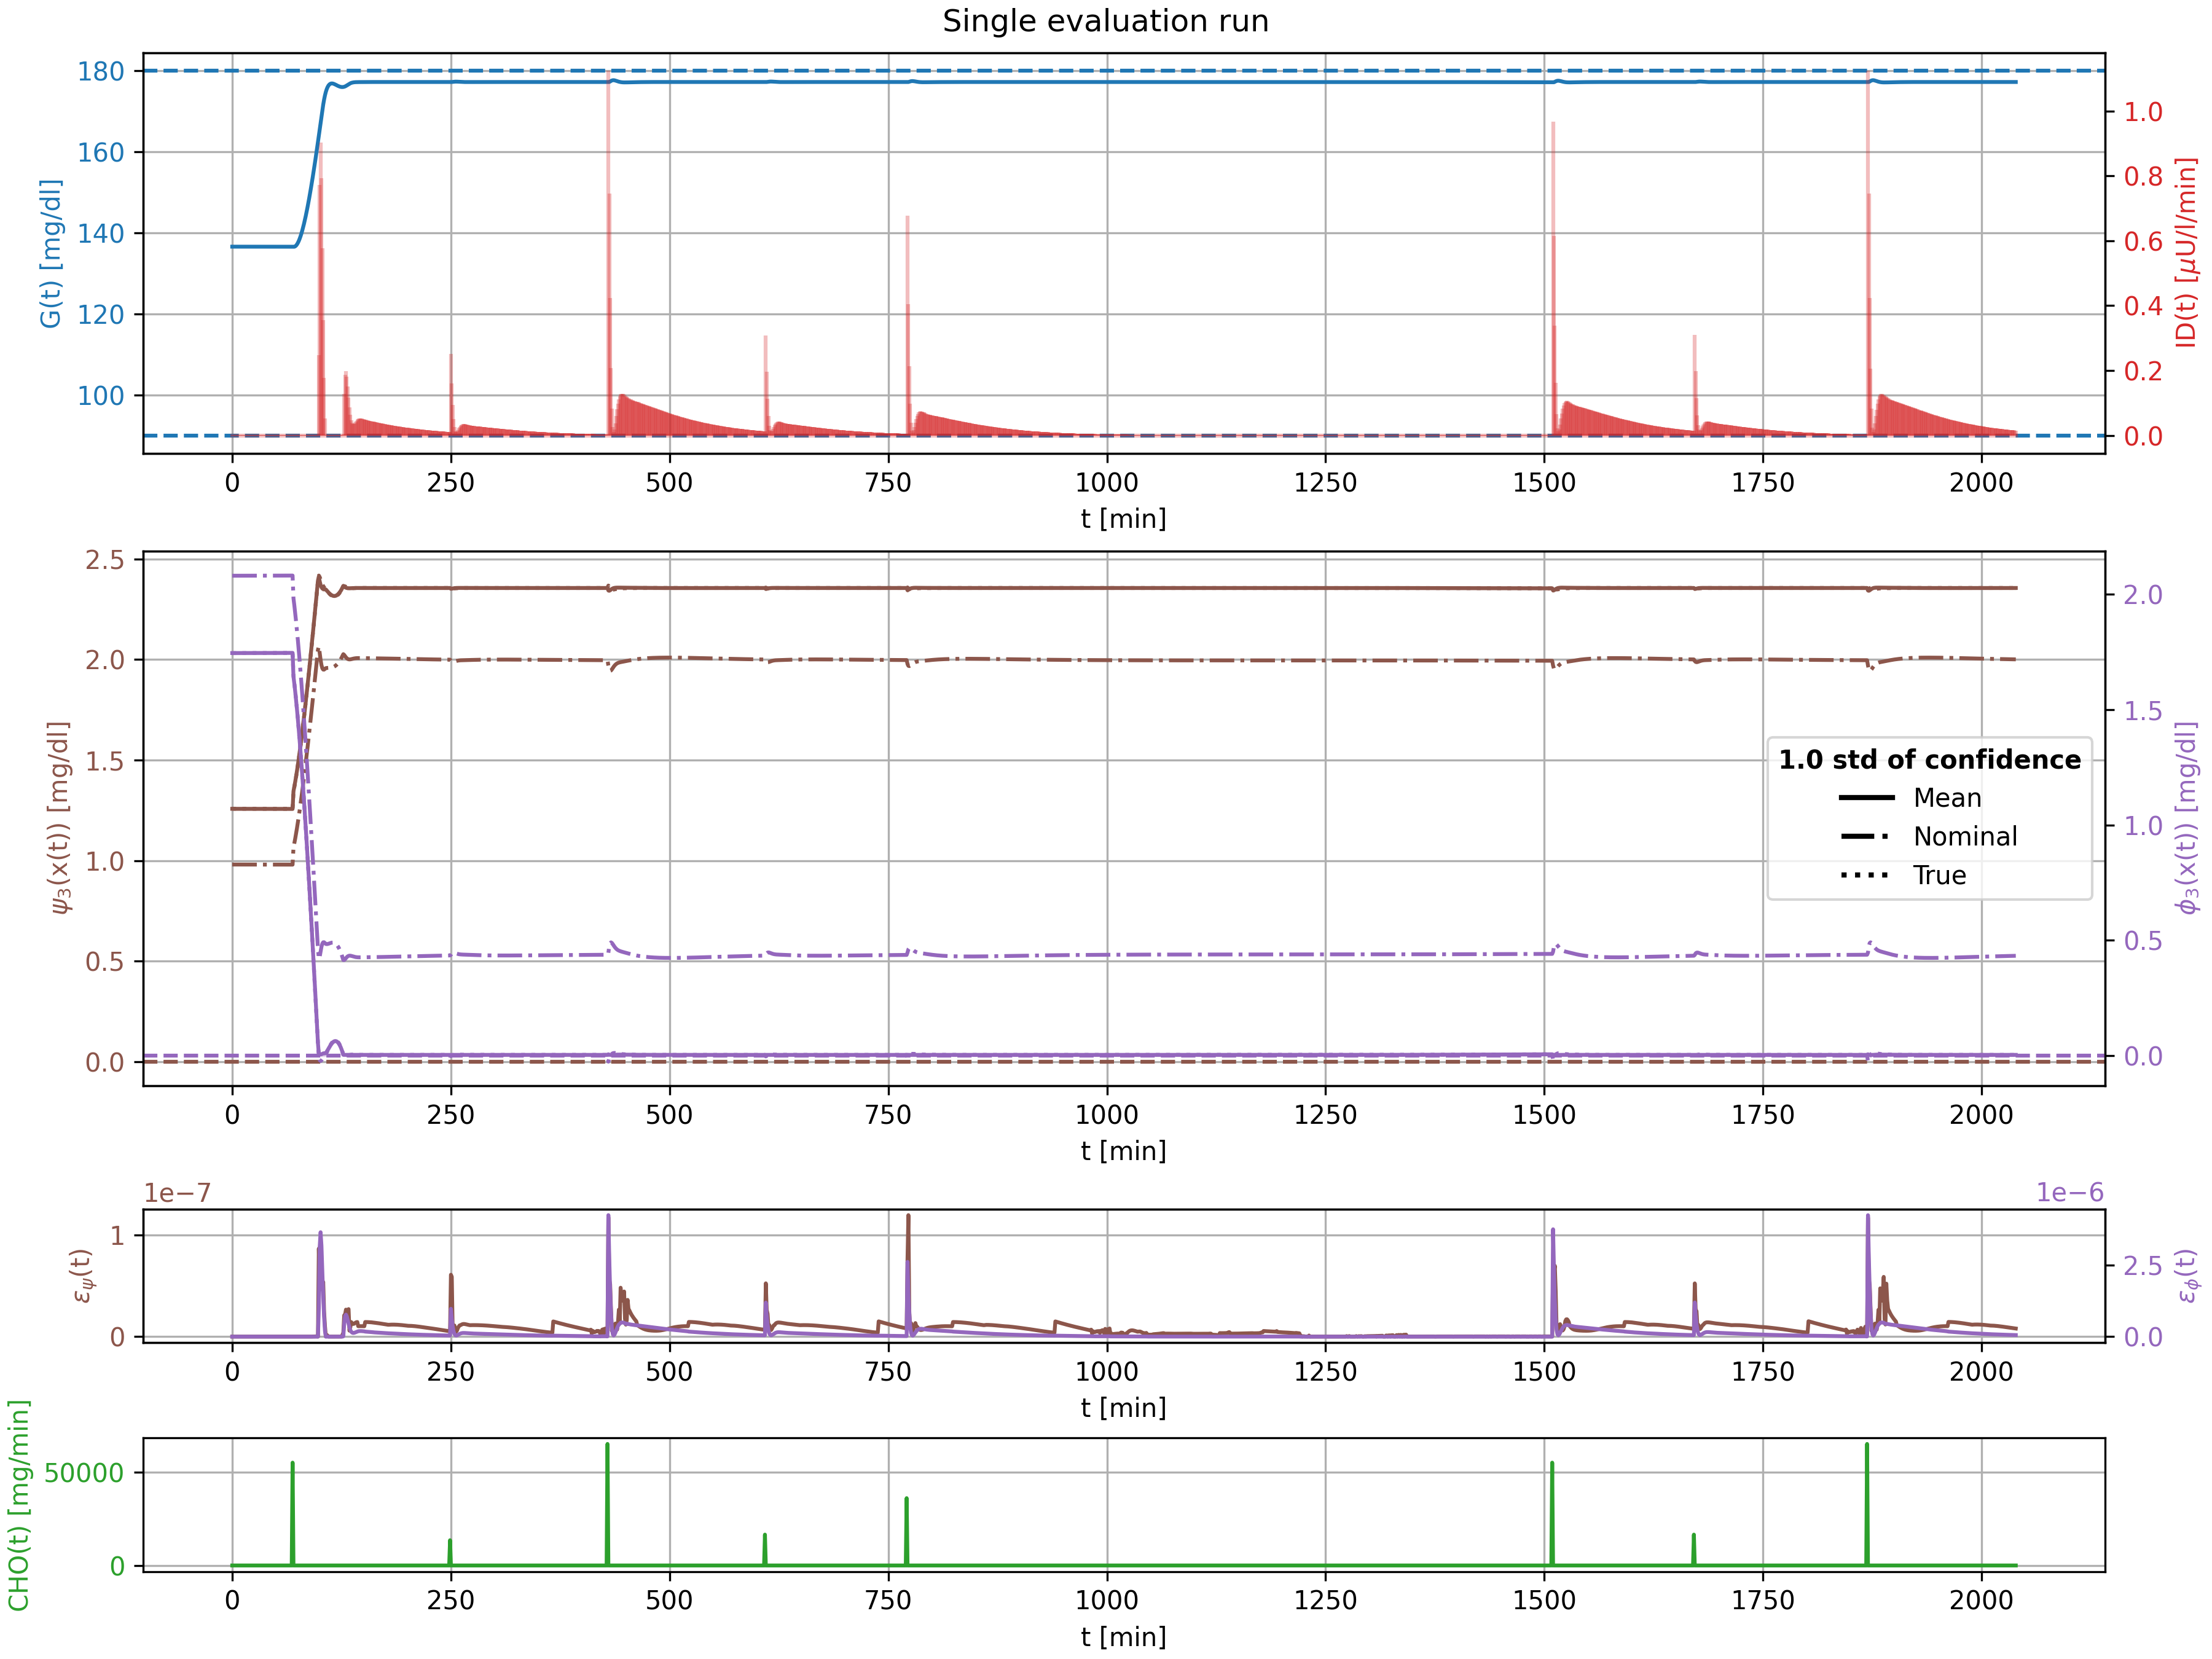 Single evaluation run
G(t) [mg/dl]
180
160
140
120
100
1.0
0.8
0.6
0.4
0.2
0.0
ID(t) [μU/l/min]
0 250 500 750 1000 1250 1500 1750 2000
t [min]
ψ₃(x(t)) [mg/dl]
2.5
2.0
1.5
1.0
0.5
0.0
1.0 std of confidence
Mean
Nominal
True
2.0
1.5
1.0
0.5
0.0
ϕ₃(x(t)) [mg/dl]
0 250 500 750 1000 1250 1500 1750 2000
t [min]
1e−7
1e−6
ε_ψ(t)
1
0
2.5
0.0
ε_ϕ(t)
0 250 500 750 1000 1250 1500 1750 2000
t [min]
CHO(t) [mg/min]
50000
0
0 250 500 750 1000 1250 1500 1750 2000
t [min]